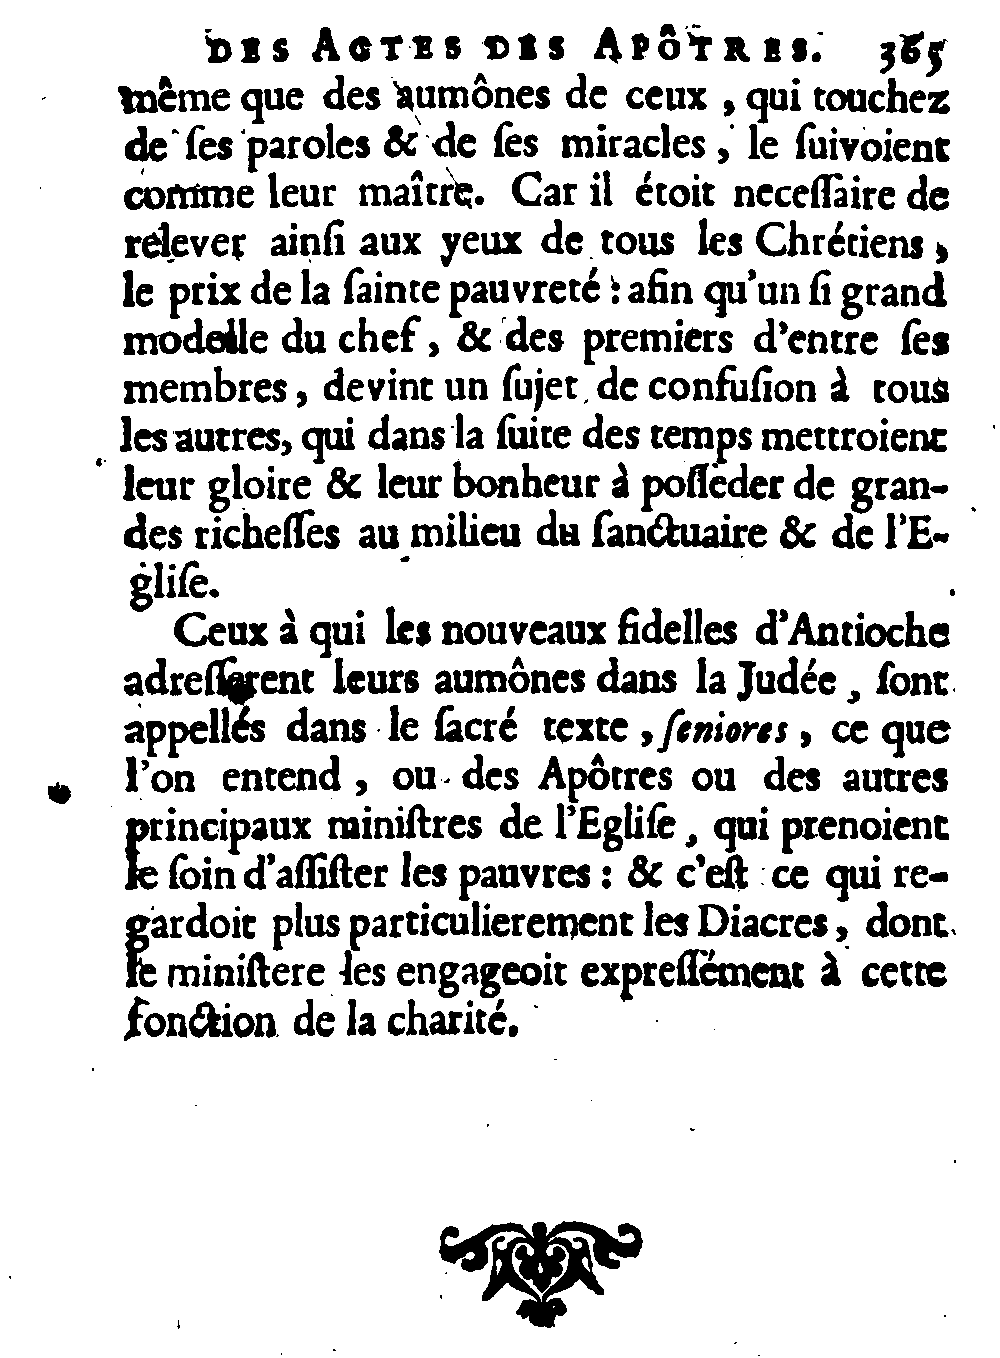 DES ACTES DES APÔTRES. 365
même que des aumônes de ceux, qui touchez
de ſes paroles & de ſes miracles, le ſuivoient
comme leur maître. Car il étoit neceſſaire de
relever ainſi aux yeux de tous les Chrétiens,
le prix de la ſainte pauvreté: afin qu'un ſi grand
modelle du chef, & des premiers d'entre ſes
membres, devint un ſujet de confuſion à tous
les autres, qui dans la ſuite des temps mettroient
leur gloire & leur bonheur à poſſeder de gran-
des richeſſes au milieu du ſanctuaire & de l'E-
gliſe.
Ceux à qui les nouveaux fidelles d'Antioche
adreſſerent leurs aumônes dans la Judée, ſont
appellés dans le ſacré texte, ſeniores, ce que
l'on entend, ou des Apôtres ou des autres
principaux miniſtres de l'Egliſe, qui prenoient
le ſoin d'aſſiſter les pauvres: & c'eſt ce qui re-
gardoit plus particulierement les Diacres, dont
le miniſtere les engageoit expreſſément à cette
fonction de la charité.